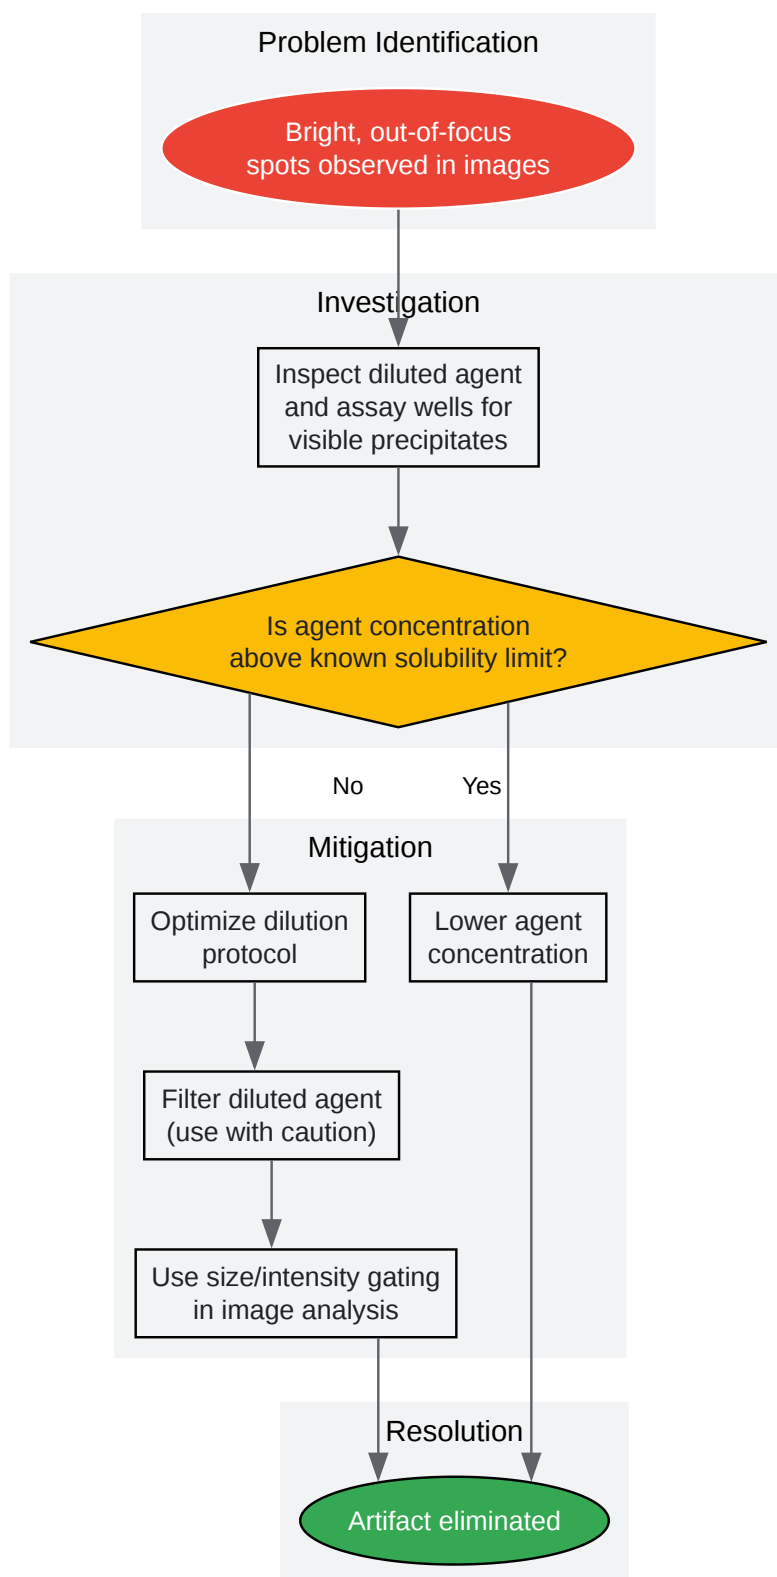 Problem Identification
Bright, out-of-focus
spots observed in images
Investigation
Inspect diluted agent
and assay wells for
visible precipitates
Is agent concentration
above known solubility limit?
No
Yes
Mitigation
Optimize dilution
protocol
Lower agent
concentration
Filter diluted agent
(use with caution)
Use size/intensity gating
in image analysis
Resolution
Artifact eliminated